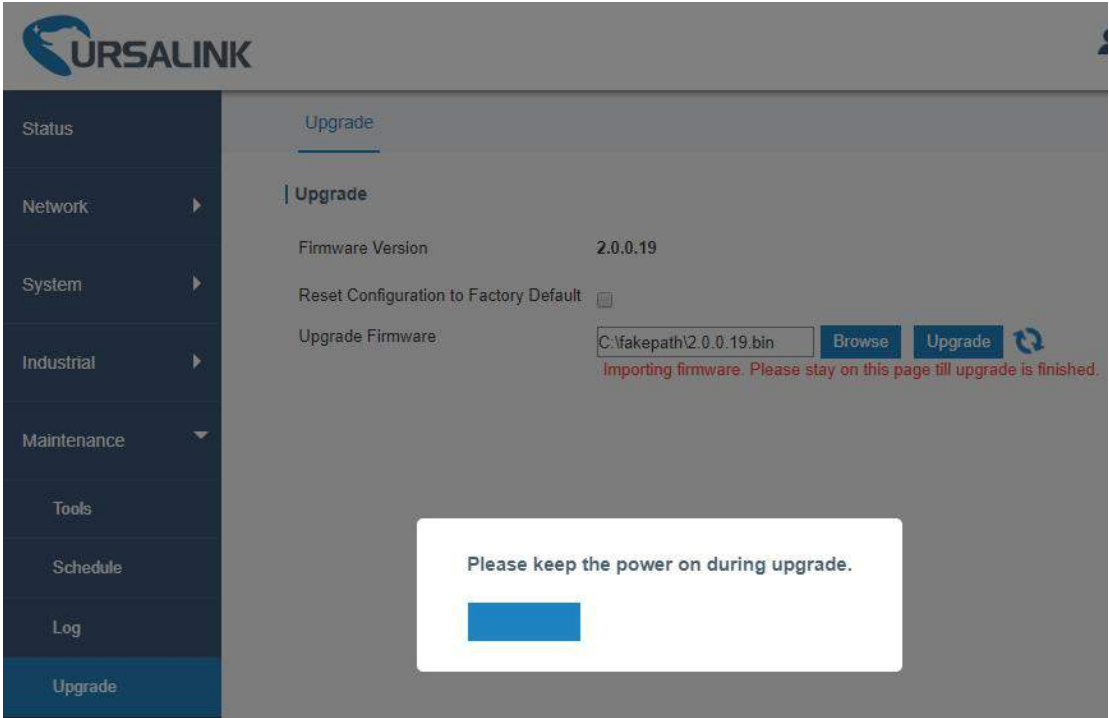 URSALINK
Status
Upgrade
Network
Upgrade
Firmware Version 2.0.0.19
System
Reset Configuration to Factory Default
Upgrade Firmware C:\fakepath\2.0.0.19.bin Browse Upgrade
Industrial
Importing firmware. Please stay on this page till upgrade is finished.
Maintenance
Tools
Schedule
Log
Upgrade
Please keep the power on during upgrade.